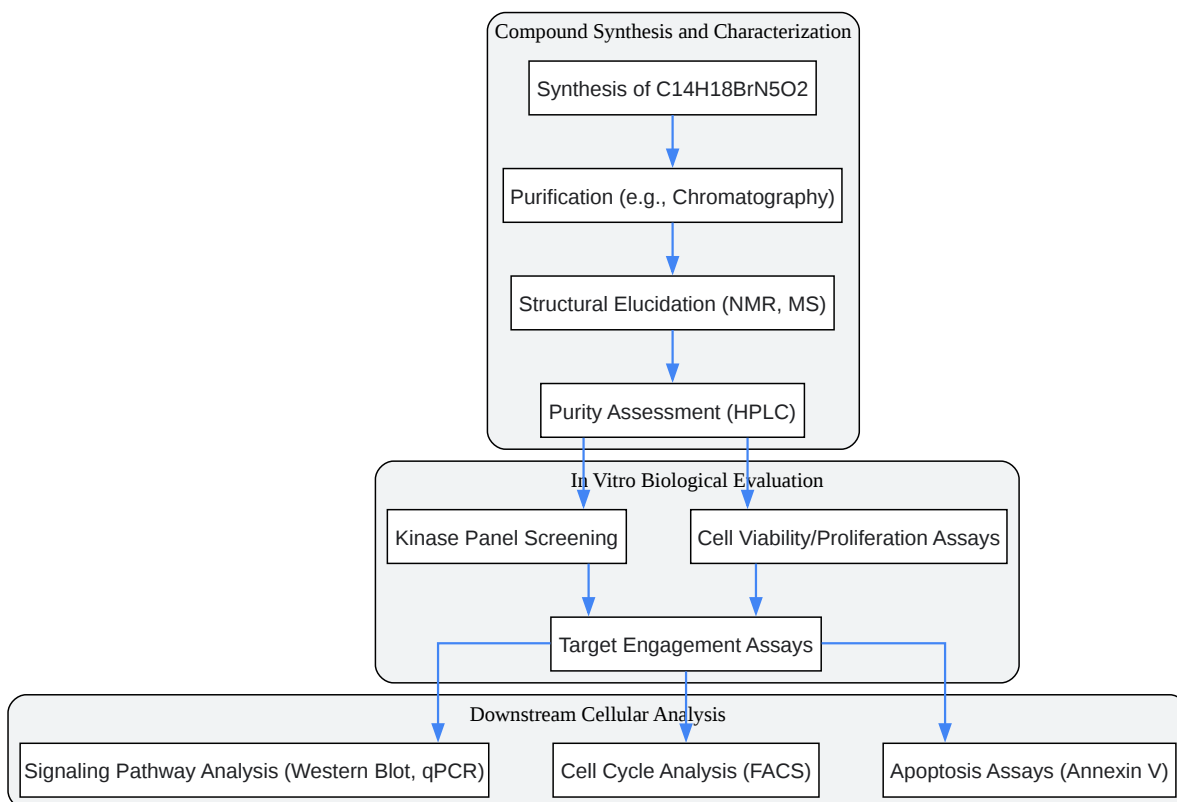 Compound Synthesis and Characterization
Synthesis of C14H18BrN5O2
Purification (e.g., Chromatography)
Structural Elucidation (NMR, MS)
Purity Assessment (HPLC)
In Vitro Biological Evaluation
Kinase Panel Screening
Cell Viability/Proliferation Assays
Target Engagement Assays
Downstream Cellular Analysis
Signaling Pathway Analysis (Western Blot, qPCR)
Cell Cycle Analysis (FACS)
Apoptosis Assays (Annexin V)